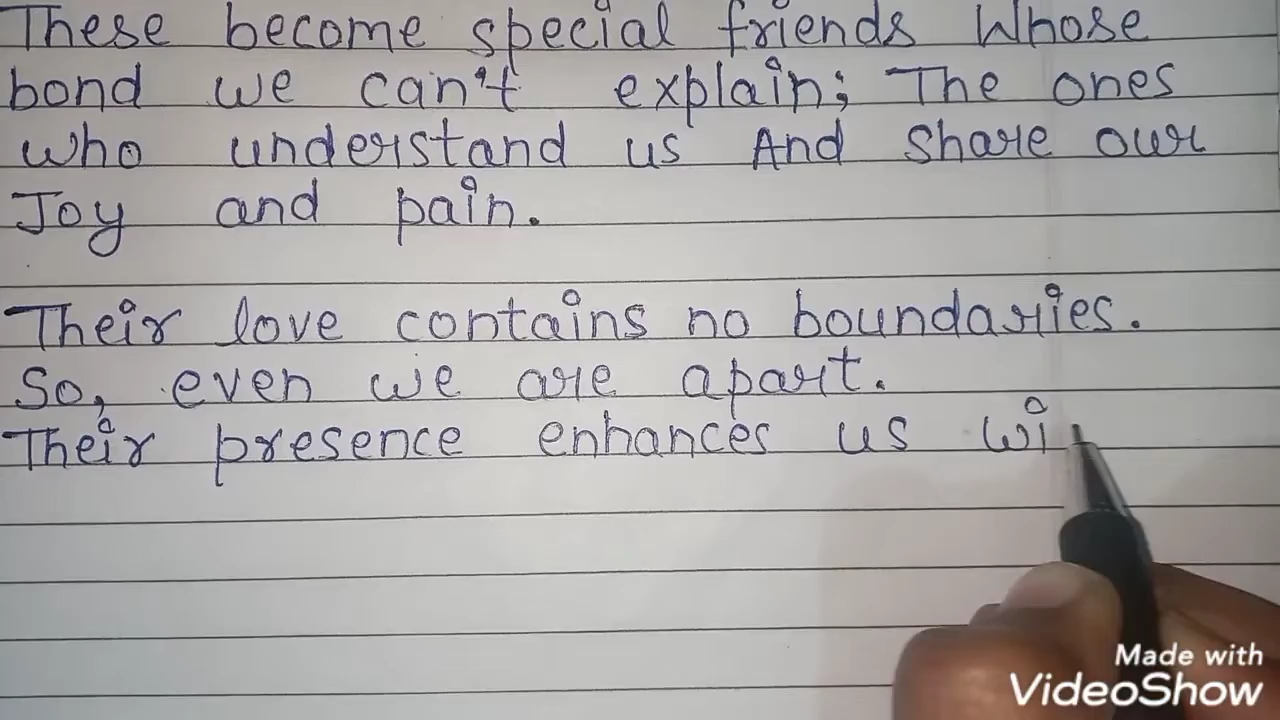 These become special friends Whose
bond we can't explain; The ones
who understand us And share our
Joy and pain.
Their love contains no boundaries.
So, even we are apart.
Their presence enhances us wi
Made with
VideoShow